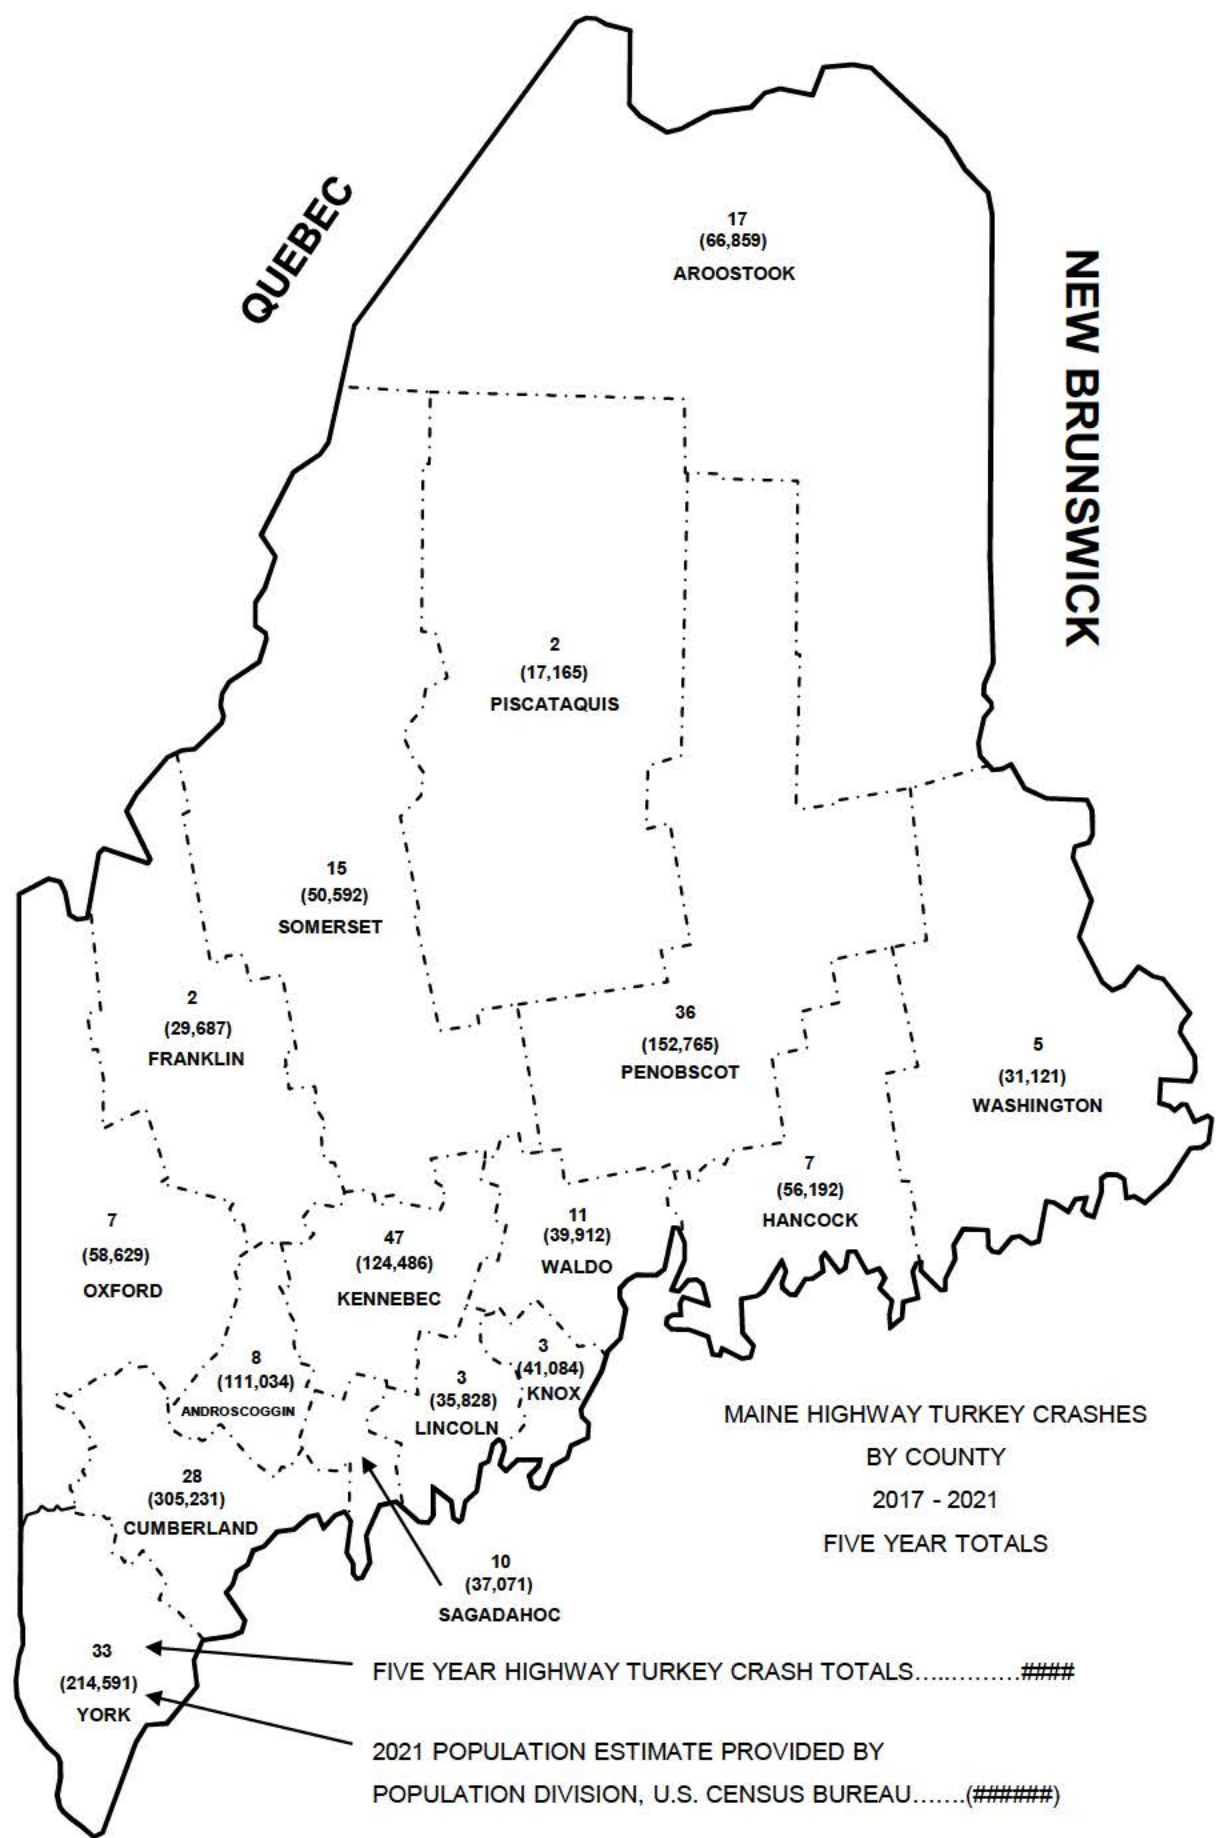 QUEBEC
NEW BRUNSWICK
17
(66,859)
AROOSTOOK
2
(17,165)
PISCATAQUIS
15
(50,592)
SOMERSET
2
(29,687)
FRANKLIN
36
(152,765)
PENOBSCOT
5
(31,121)
WASHINGTON
7
(56,192)
HANCOCK
7
(58,629)
OXFORD
47
(124,486)
KENNEBEC
11
(39,912)
WALDO
8
(111,034)
ANDROSCOGGIN
3
(35,828)
LINCOLN
3
(41,084)
KNOX
28
(305,231)
CUMBERLAND
10
(37,071)
SAGADAHOC
33
(214,591)
YORK
MAINE HIGHWAY TURKEY CRASHES
BY COUNTY
2017 - 2021
FIVE YEAR TOTALS
FIVE YEAR HIGHWAY TURKEY CRASH TOTALS…..………####
2021 POPULATION ESTIMATE PROVIDED BY
POPULATION DIVISION, U.S. CENSUS BUREAU…….(######)